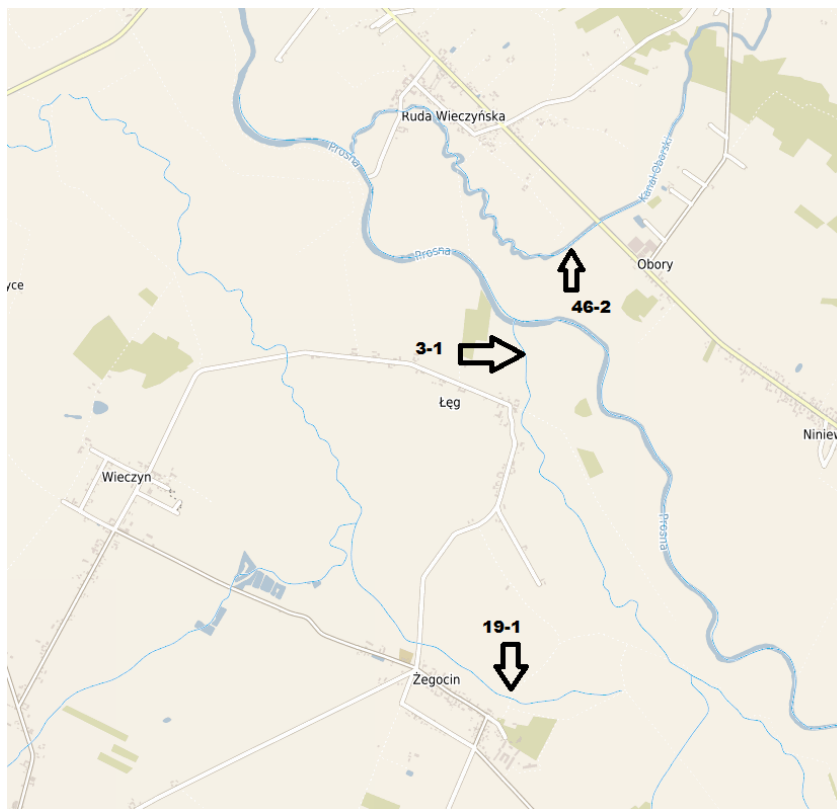 Ruda Wieczyńska
Prosna
Kanał Oborski
Prosna
Obory
yce
46-2
3-1
Łęg
Niniew
Wieczyn
Prosna
19-1
Żegocin